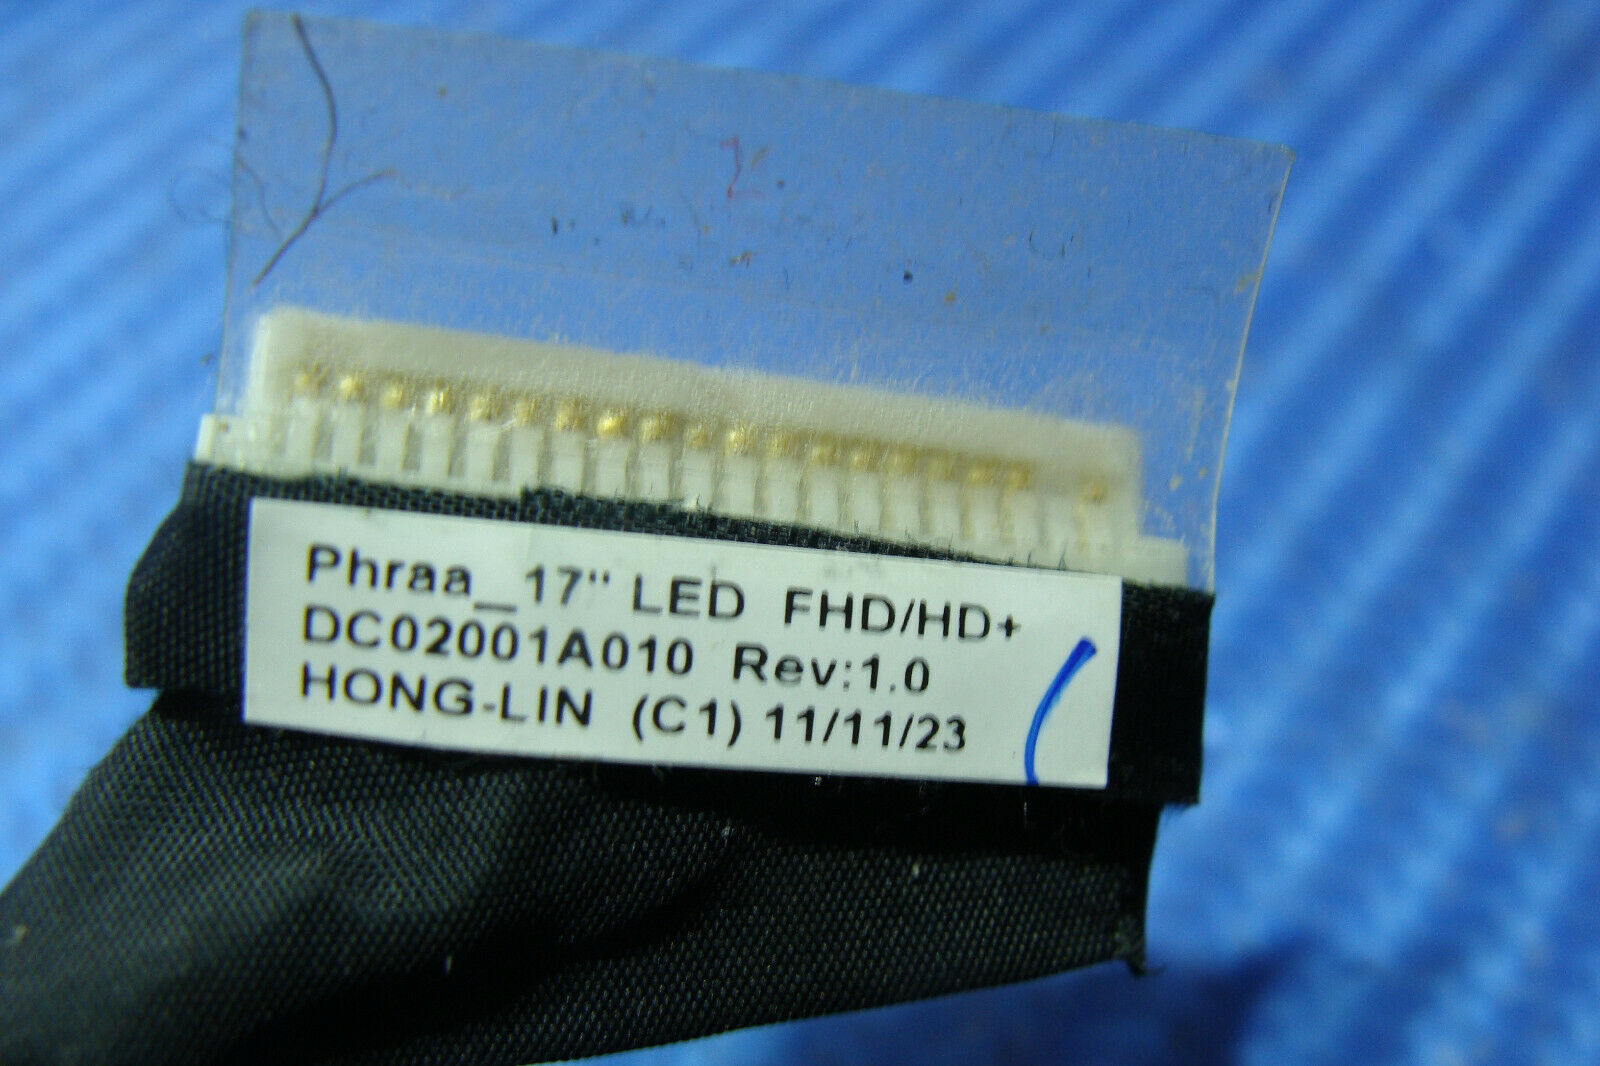 Phraa_17" LED FHD/HD+
DC02001A010 Rev:1.0
HONG-LIN (C1) 11/11/23